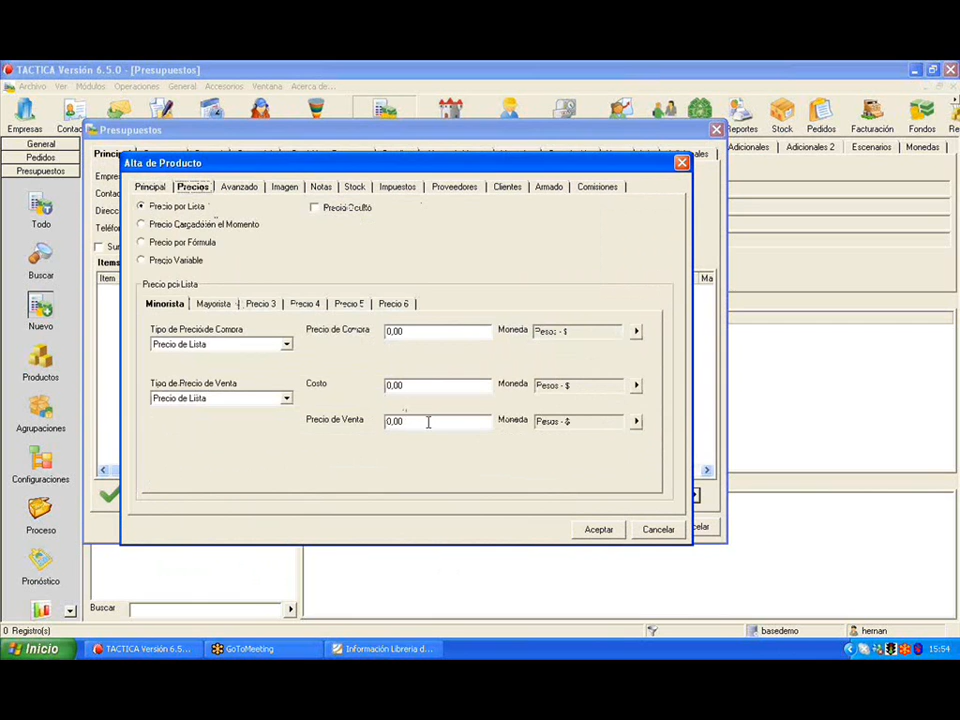 TACTICA Versión 6.5.0 - [Presupuestos]
Archivo Ver Módulos Operaciones General Accesorios Ventana Acerca de...
Empresas
Reportes Stock Pedidos Facturación Fondos
General
Pedidos
Presupuestos
Presupuestos
Adicionales Adicionales 2 Escenarios Monedas
Alta de Producto
Principal Precios Avanzado Imagen Notas Stock Impuestos Proveedores Clientes Armado Comisiones
Precio por Lista Precio Oculto
Precio Cargado en el Momento
Precio por Fórmula
Precio Variable
Items
Item
Precio por Lista
Minorista Mayorista Precio 3 Precio 4 Precio 5 Precio 6
Tipo de Precio de Compra Precio de Compra 0,00 Moneda Pesos - $
Precio de Lista
Tipo de Precio de Venta Costo 0,00 Moneda Pesos - $
Precio de Lista
Precio de Venta 0,00 Moneda Pesos - $
Aceptar Cancelar
Todo
Buscar
Nuevo
Productos
Agrupaciones
Configuraciones
Proceso
Pronóstico
Buscar
0 Registro(s) basedemo hernan
Inicio TACTICA Versión 6.5... GoToMeeting Información Libreria d... 15:54